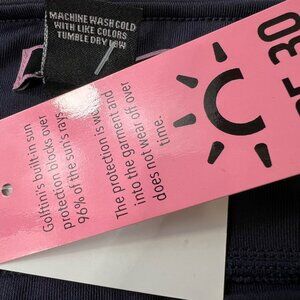 MACHINE WASH COLD
WITH LIKE COLORS
TUMBLE DRY LOW
Golftini's built-in sun
protection blocks over
96% of the sun's rays
The protection is
into the garment and
does not wear off over
time.
30